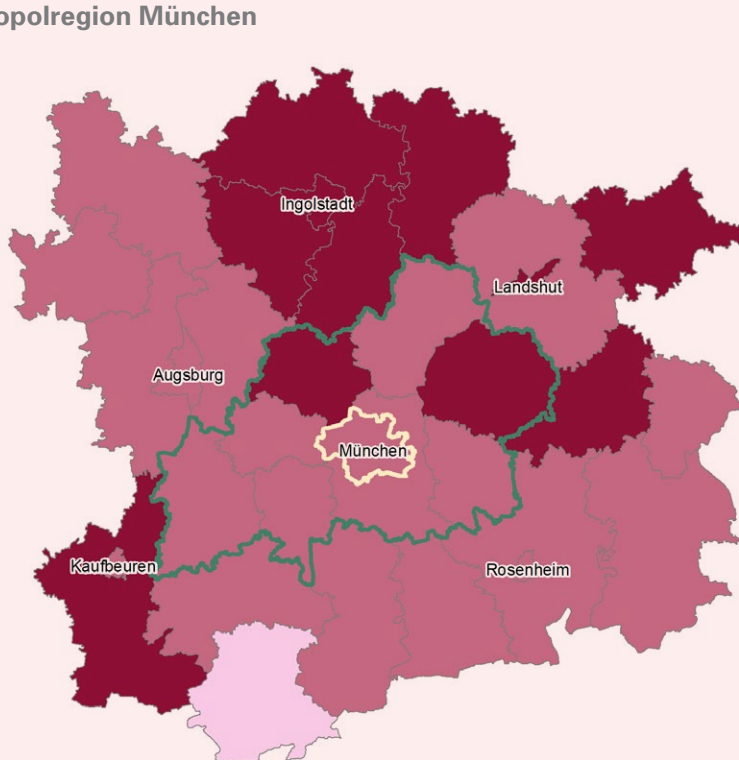 opolregion München
Ingolstadt
Landshut
Augsburg
München
Kaufbeuren
Rosenheim